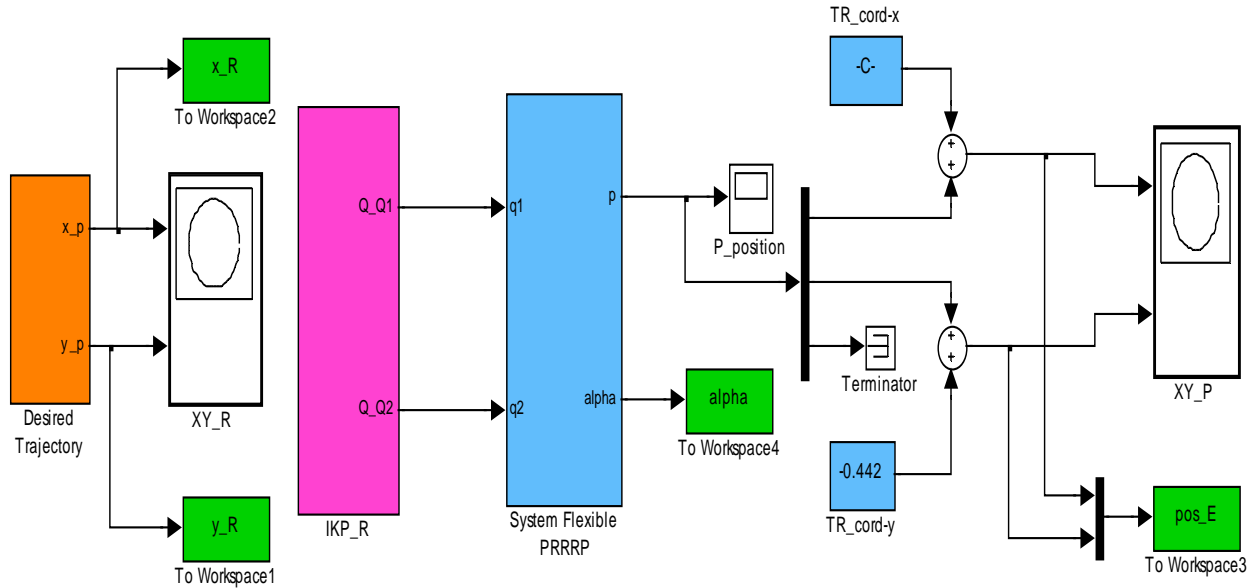 TR_cord-x
x_R
-C-
To Workspace2
+
+
x_p
Q_Q1
q1
p
P_position
y_p
XY_R
Desired
Trajectory
Q_Q2
q2
alpha
alpha
To Workspace4
Terminator
+
+
XY_P
y_R
To Workspace1
IKP_R
System Flexible
PRRRP
-0.442
TR_cord-y
pos_E
To Workspace3